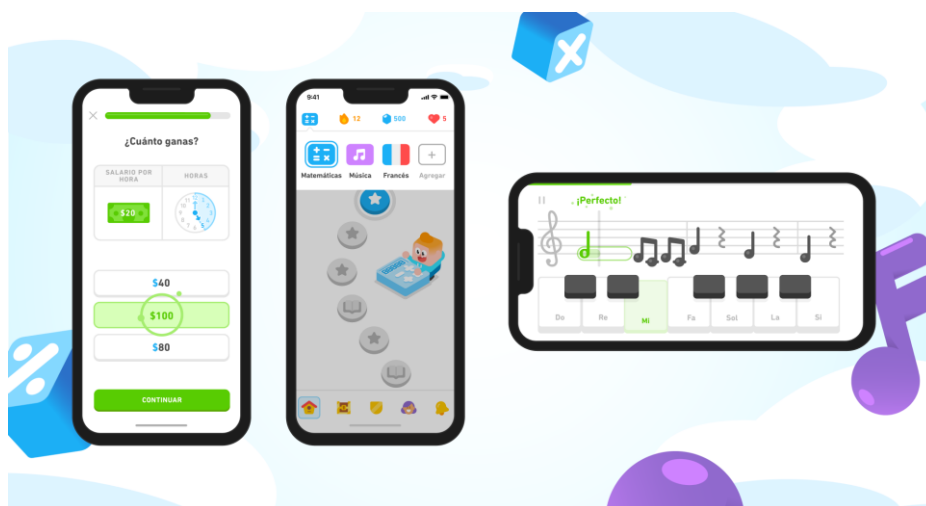 ¿Cuánto ganas?
SALARIO POR
HORA
HORAS
$20
$40
$100
$80
CONTINUAR
9:41
12
500
5
Matemáticas
Música
Francés
Agregar
¡Perfecto!
Do
Re
Mi
Fa
Sol
La
Si